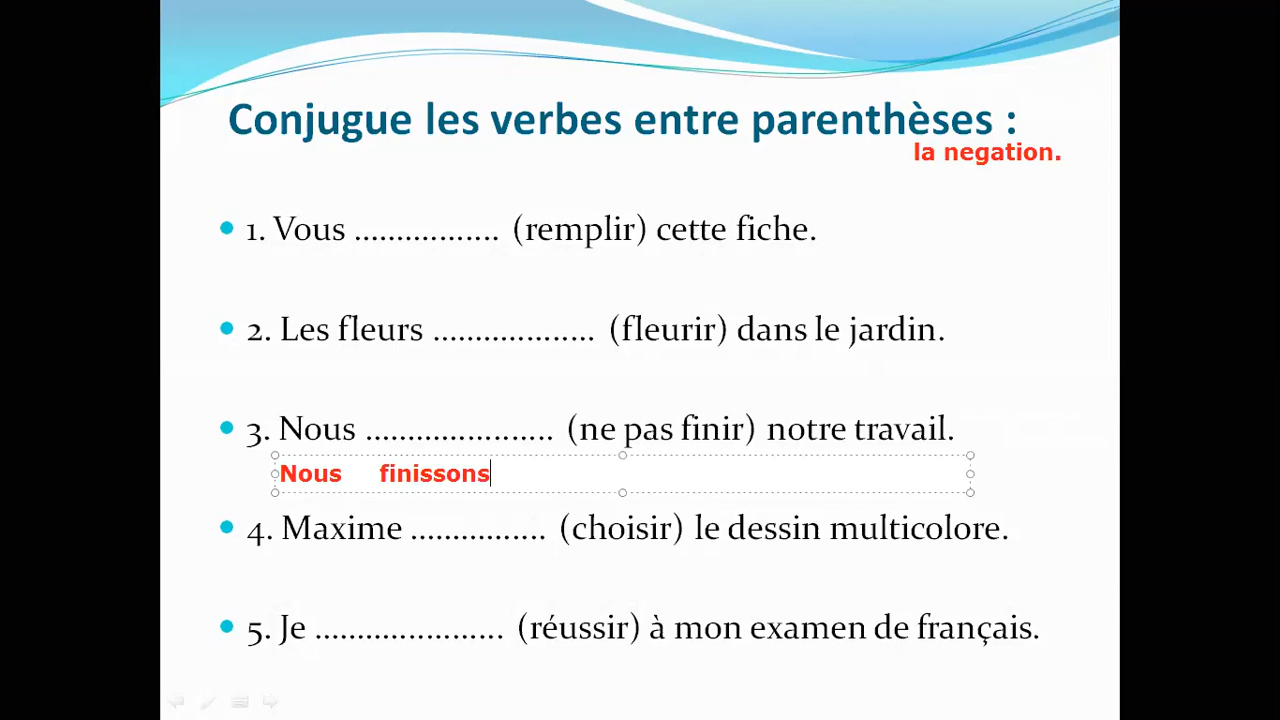 Conjugue les verbes entre parenthèses :
la negation.
1. Vous ................. (remplir) cette fiche.
2. Les fleurs ................... (fleurir) dans le jardin.
3. Nous ...................... (ne pas finir) notre travail.
Nous finissons
4. Maxime ................ (choisir) le dessin multicolore.
5. Je ...................... (réussir) à mon examen de français.